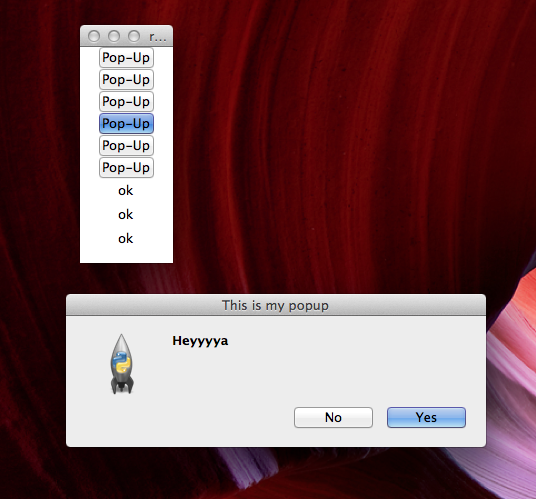 r...
Pop-Up
Pop-Up
Pop-Up
Pop-Up
Pop-Up
Pop-Up
ok
ok
ok
This is my popup
Heyyyya
No Yes